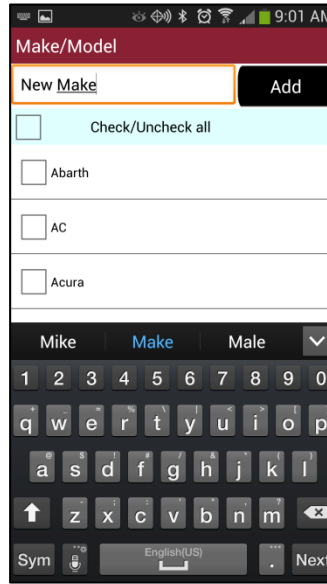 9:01 AM
Make/Model
New Make
Add
Check/Uncheck all
Abarth
AC
Acura
Mike Make Male
1 2 3 4 5 6 7 8 9 0
q w e r t y u i o p
a s d f g h j k l
z x c v b n m
English(US)
Sym . Next